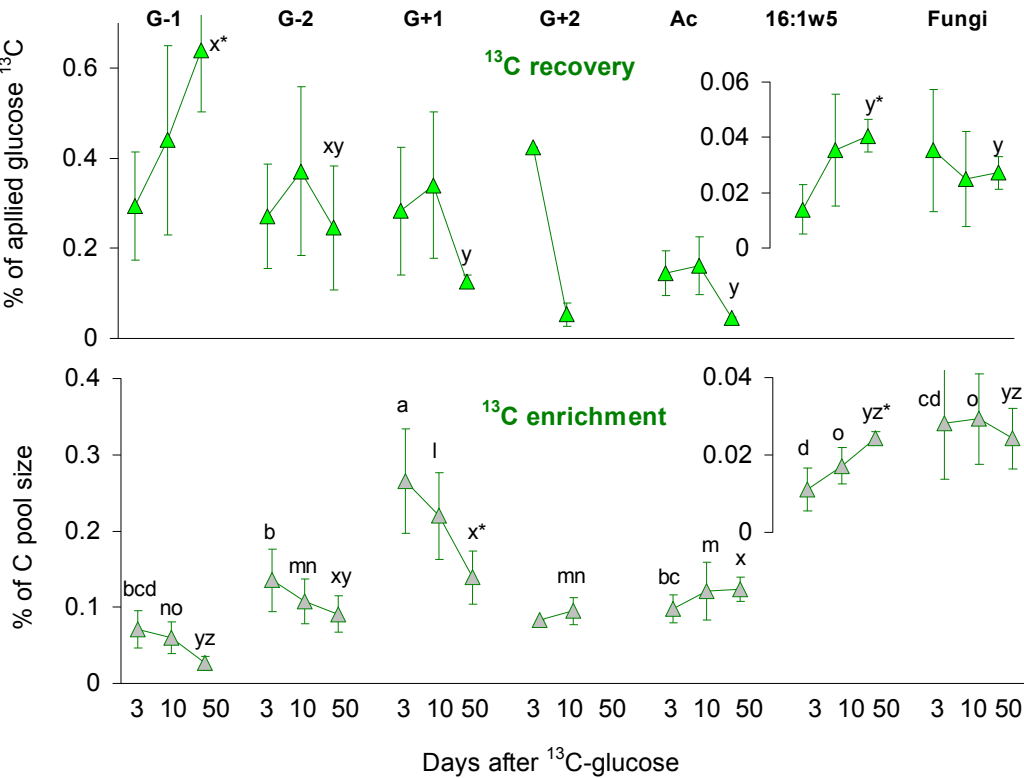 G-1 G-2 G+1 G+2 Ac 16:1w5 Fungi
¹³C recovery
% of apllied glucose ¹³C
0.6
0.4
0.2
0
x*
xy
y
y
0.06
0.04
0.02
0
y*
y
¹³C enrichment
% of C pool size
0.4
0.3
0.2
0.1
0
bcd no yz
b mn xy
a l x*
mn
bc m x
0.04
0.02
0
d o yz*
cd o yz
3 10 50 3 10 50 3 10 50 3 10 50 3 10 50 3 10 50 3 10 50
Days after ¹³C-glucose